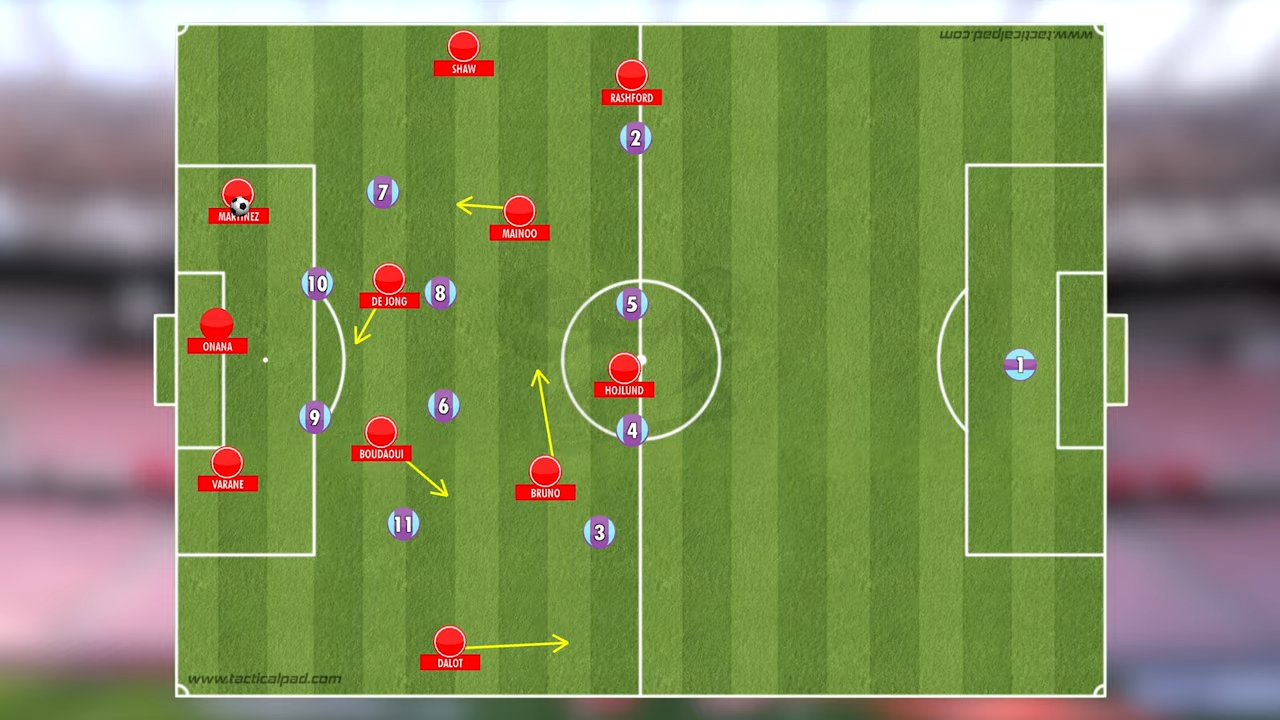 www.tacticalpad.com
SHAW
RASHFORD
2
7
MARTINEZ
MAINOO
10
DE JONG
8
5
ONANA
1
HOJLUND
9
6
4
BOUDAOUI
VARANE
BRUNO
11
3
DALOT
www.tacticalpad.com